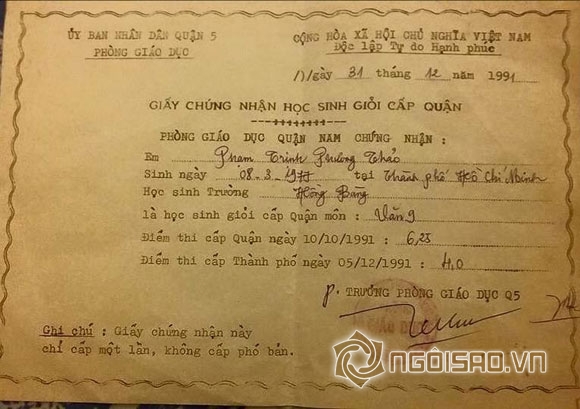 ỦY BAN NHÂN DÂN QUẬN 5
PHÒNG GIÁO DỤC
CỘNG HÒA XÃ HỘI CHỦ NGHĨA VIỆT NAM
Độc lập Tự do Hạnh phúc
Ngày 31 tháng 12 năm 1991
GIẤY CHỨNG NHẬN HỌC SINH GIỎI CẤP QUẬN
PHÒNG GIÁO DỤC QUẬN NĂM CHỨNG NHẬN :
Em Phạm Trinh Phương Thảo
Sinh ngày 08-3-1977 tại Thành phố Hồ Chí Minh
Học sinh Trường Hồng Bàng
là học sinh giỏi cấp Quận môn : Văn 9
Điểm thi cấp Quận ngày 10/10/1991 : 6,25
Điểm thi cấp Thành phố ngày 05/12/1991 : 4,0
P. TRƯỞNG PHÒNG GIÁO DỤC Q5
GIÁO DỤC
Ghi chú : Giấy chứng nhận này
chỉ cấp một lần, không cấp phó bản.
NGÔISAO.VN